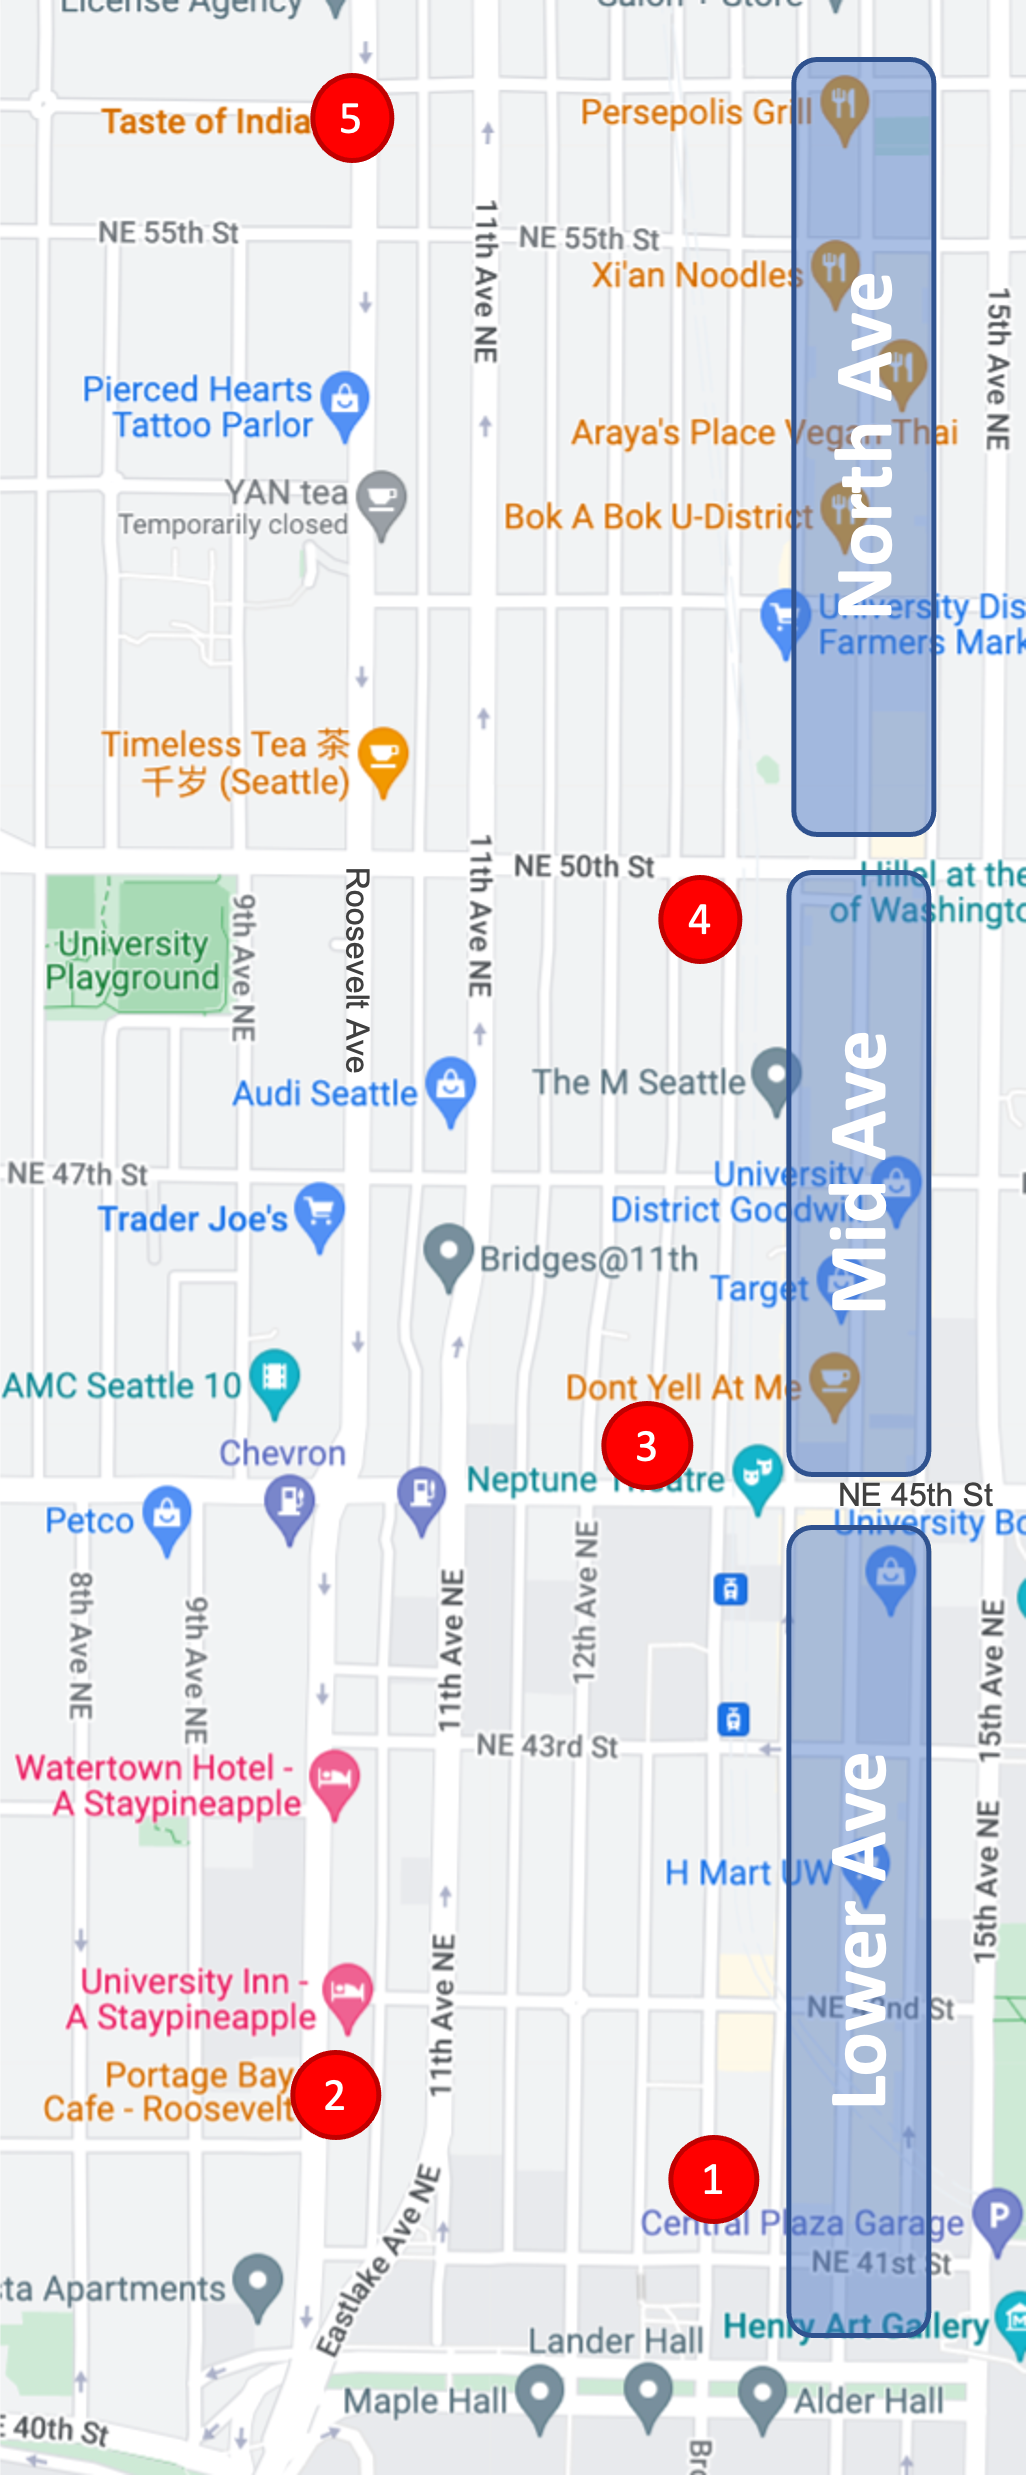 License Agency
Salon + Store
Taste of India
5
Persepolis Grill
NE 55th St
NE 55th St
11th Ave NE
Xi'an Noodles
15th Ave NE
North Ave
Pierced Hearts
Tattoo Parlor
Araya's Place Vegan Thai
YAN tea
Temporarily closed
Bok A Bok U-District
University Dis
Farmers Mark
Timeless Tea 茶
千岁 (Seattle)
11th Ave NE
NE 50th St
Hillel at the
of Washingto
4
University
Playground
9th Ave NE
Roosevelt Ave
Mid Ave
The M Seattle
Audi Seattle
NE 47th St
University
District Goodwill
Trader Joe's
Bridges@11th
Target
AMC Seattle 10
Dont Yell At Me
3
Chevron
Neptune Theatre
NE 45th St
Petco
University Bo
8th Ave NE
9th Ave NE
11th Ave NE
12th Ave NE
15th Ave NE
NE 43rd St
Watertown Hotel -
A Staypineapple
Lower Ave
15th Ave NE
H Mart UW
11th Ave NE
University Inn -
A Staypineapple
NE 42nd St
Portage Bay
Cafe - Roosevelt
2
1
Central Plaza Garage
P
Eastlake Ave NE
NE 41st St
sta Apartments
Henry Art Gallery
Lander Hall
Maple Hall
Alder Hall
E 40th St
Bro